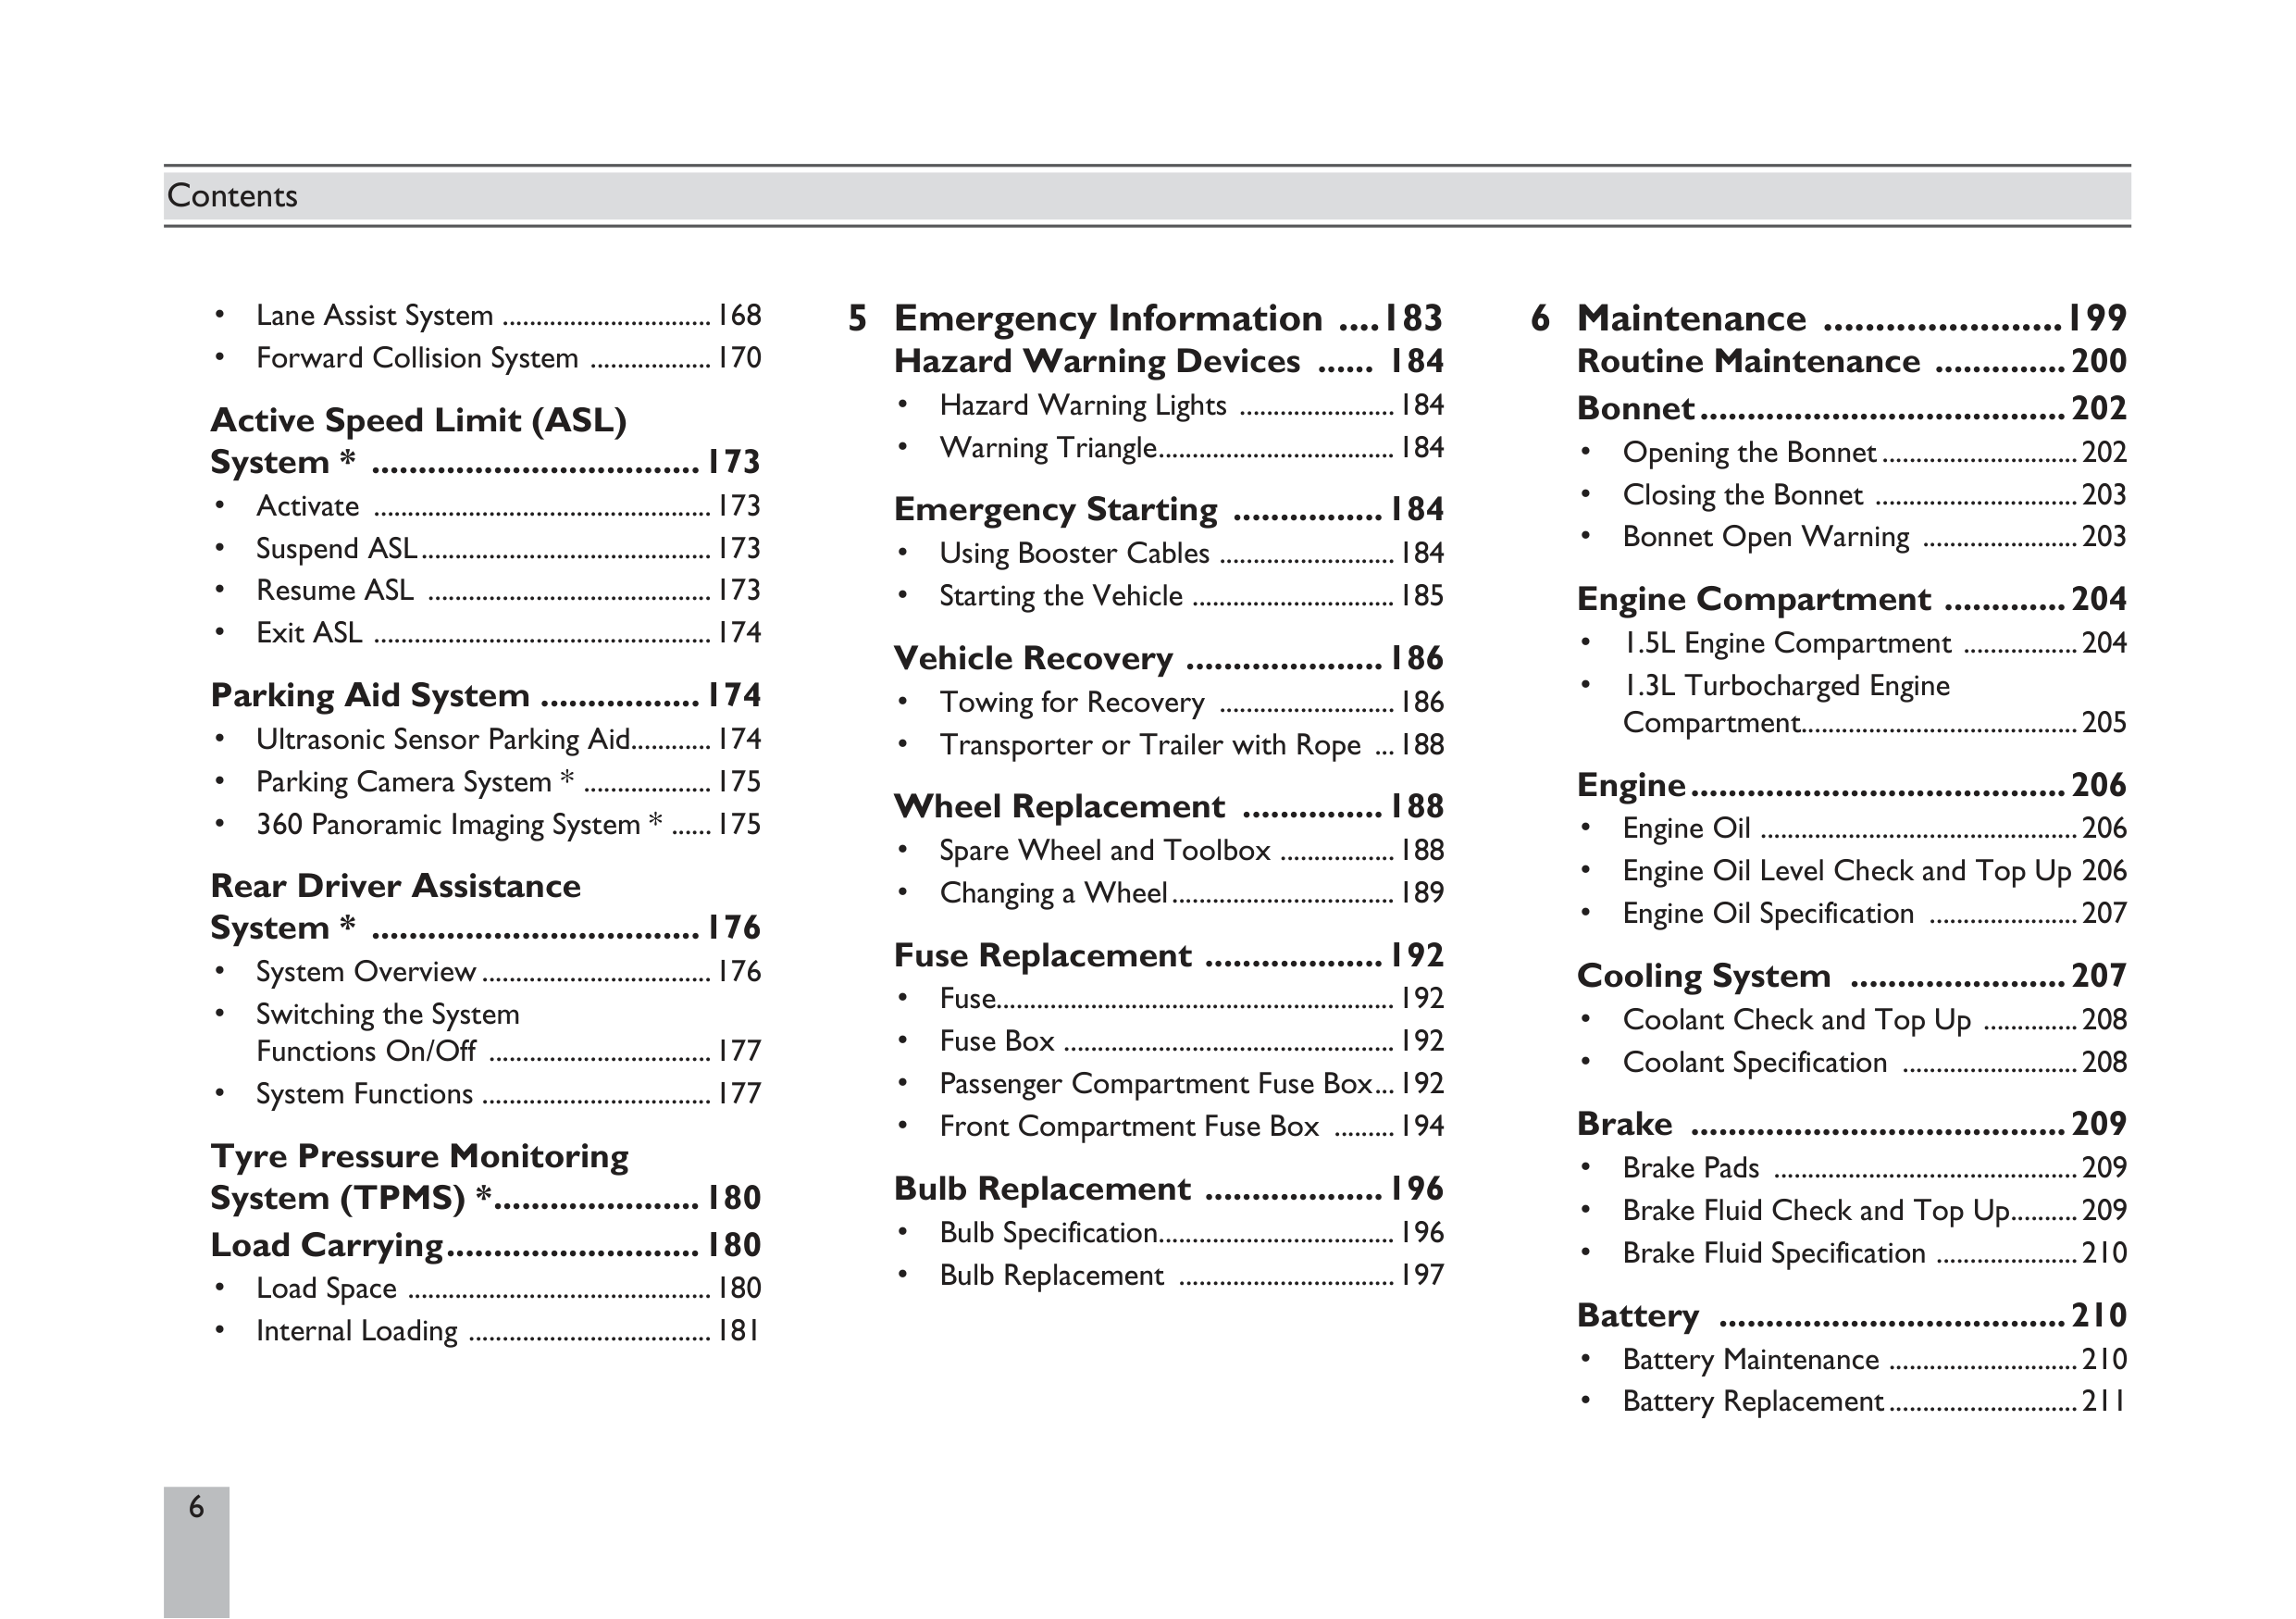 Contents
• Lane Assist System ............................... 168
• Forward Collision System .................. 170
Active Speed Limit (ASL)
System * ................................... 173
• Activate .................................................. 173
• Suspend ASL........................................... 173
• Resume ASL .......................................... 173
• Exit ASL .................................................. 174
Parking Aid System ................. 174
• Ultrasonic Sensor Parking Aid............ 174
• Parking Camera System * ................... 175
• 360 Panoramic Imaging System * ...... 175
Rear Driver Assistance
System * ................................... 176
• System Overview.................................. 176
• Switching the System
Functions On/Off ................................. 177
• System Functions .................................. 177
Tyre Pressure Monitoring
System (TPMS) *...................... 180
Load Carrying........................... 180
• Load Space ............................................. 180
• Internal Loading .................................... 181
5 Emergency Information ....183
Hazard Warning Devices ...... 184
• Hazard Warning Lights ....................... 184
• Warning Triangle................................... 184
Emergency Starting ................ 184
• Using Booster Cables .......................... 184
• Starting the Vehicle .............................. 185
Vehicle Recovery ..................... 186
• Towing for Recovery .......................... 186
• Transporter or Trailer with Rope ... 188
Wheel Replacement ............... 188
• Spare Wheel and Toolbox ................. 188
• Changing a Wheel................................. 189
Fuse Replacement ................... 192
• Fuse........................................................... 192
• Fuse Box ................................................. 192
• Passenger Compartment Fuse Box... 192
• Front Compartment Fuse Box ......... 194
Bulb Replacement ................... 196
• Bulb Specification................................... 196
• Bulb Replacement ................................ 197
6 Maintenance .......................199
Routine Maintenance .............. 200
Bonnet....................................... 202
• Opening the Bonnet............................. 202
• Closing the Bonnet .............................. 203
• Bonnet Open Warning ....................... 203
Engine Compartment ............. 204
• 1.5L Engine Compartment ................. 204
• 1.3L Turbocharged Engine
Compartment......................................... 205
Engine........................................ 206
• Engine Oil ............................................... 206
• Engine Oil Level Check and Top Up 206
• Engine Oil Specification ...................... 207
Cooling System ....................... 207
• Coolant Check and Top Up .............. 208
• Coolant Specification .......................... 208
Brake ........................................ 209
• Brake Pads ............................................. 209
• Brake Fluid Check and Top Up.......... 209
• Brake Fluid Specification ..................... 210
Battery ..................................... 210
• Battery Maintenance ............................ 210
• Battery Replacement............................ 211
6